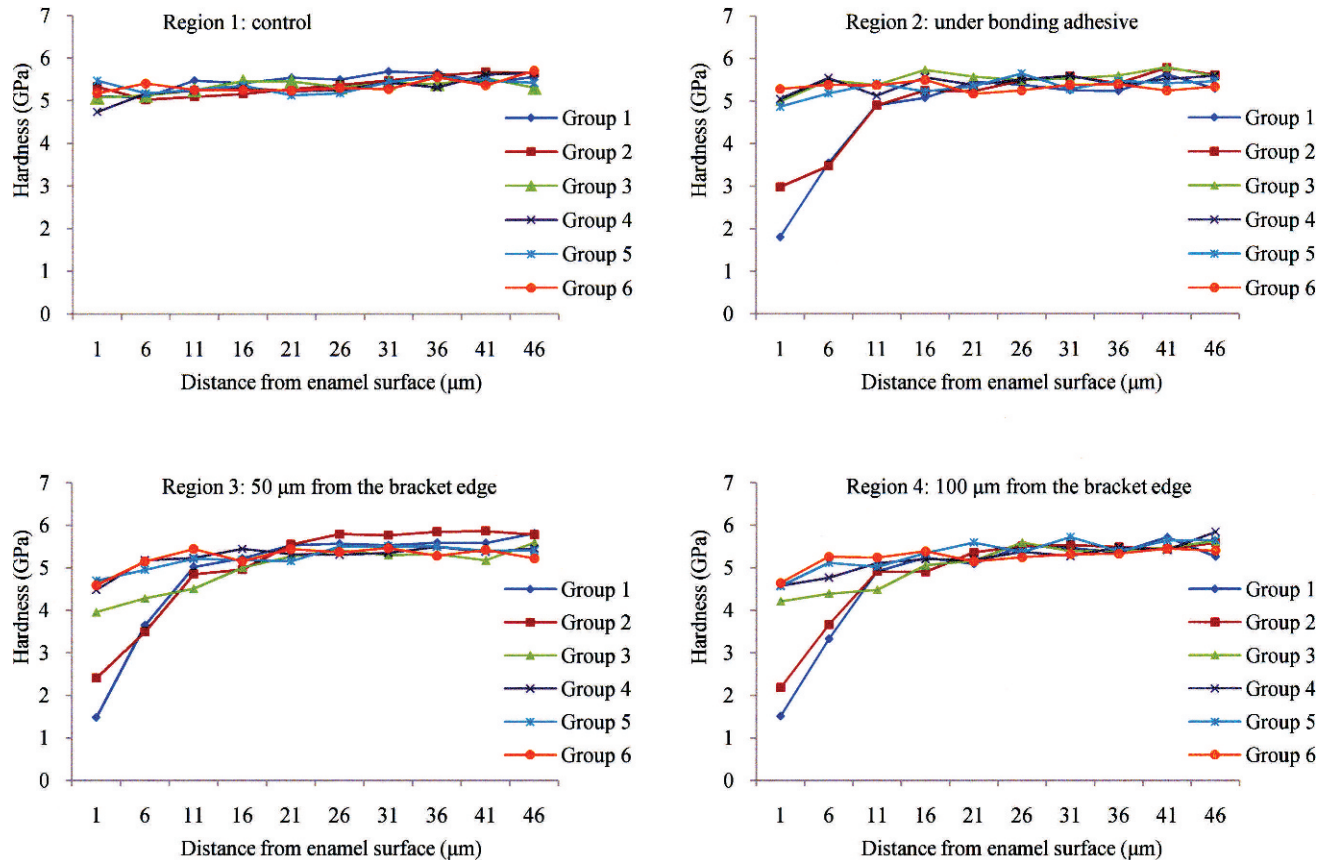 Region 1: control
Hardness (GPa)
7
6
5
4
3
2
1
0
Group 1
Group 2
Group 3
Group 4
Group 5
Group 6
1 6 11 16 21 26 31 36 41 46
Distance from enamel surface (μm)
Region 2: under bonding adhesive
Hardness (GPa)
7
6
5
4
3
2
1
0
Group 1
Group 2
Group 3
Group 4
Group 5
Group 6
1 6 11 16 21 26 31 36 41 46
Distance from enamel surface (μm)
Region 3: 50 μm from the bracket edge
Hardness (GPa)
7
6
5
4
3
2
1
0
Group 1
Group 2
Group 3
Group 4
Group 5
Group 6
1 6 11 16 21 26 31 36 41 46
Distance from enamel surface (μm)
Region 4: 100 μm from the bracket edge
Hardness (GPa)
7
6
5
4
3
2
1
0
Group 1
Group 2
Group 3
Group 4
Group 5
Group 6
1 6 11 16 21 26 31 36 41 46
Distance from enamel surface (μm)